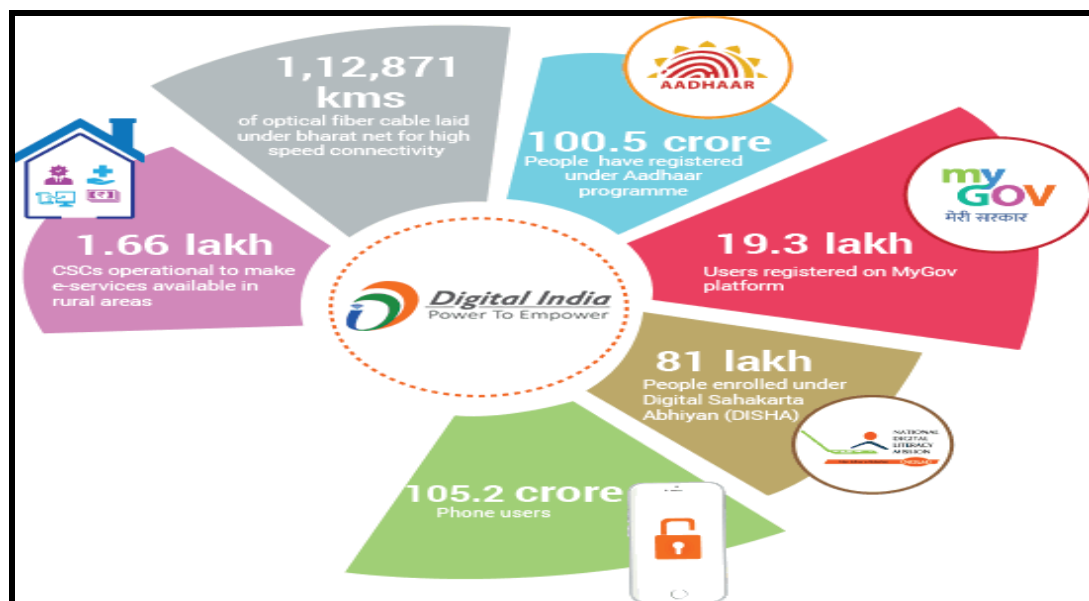 1,12,871
kms
of optical fiber cable laid
under bharat net for high
speed connectivity
AADHAAR
100.5 crore
People have registered
under Aadhaar
programme
my
GOV
मेरी सरकार
19.3 lakh
Users registered on MyGov
platform
1.66 lakh
CSCs operational to make
e-services available in
rural areas
Digital India
Power To Empower
81 lakh
People enrolled under
Digital Sahakarta
Abhiyan (DISHA)
NATIONAL
DIGITAL
LITERACY
MISSION
105.2 crore
Phone users